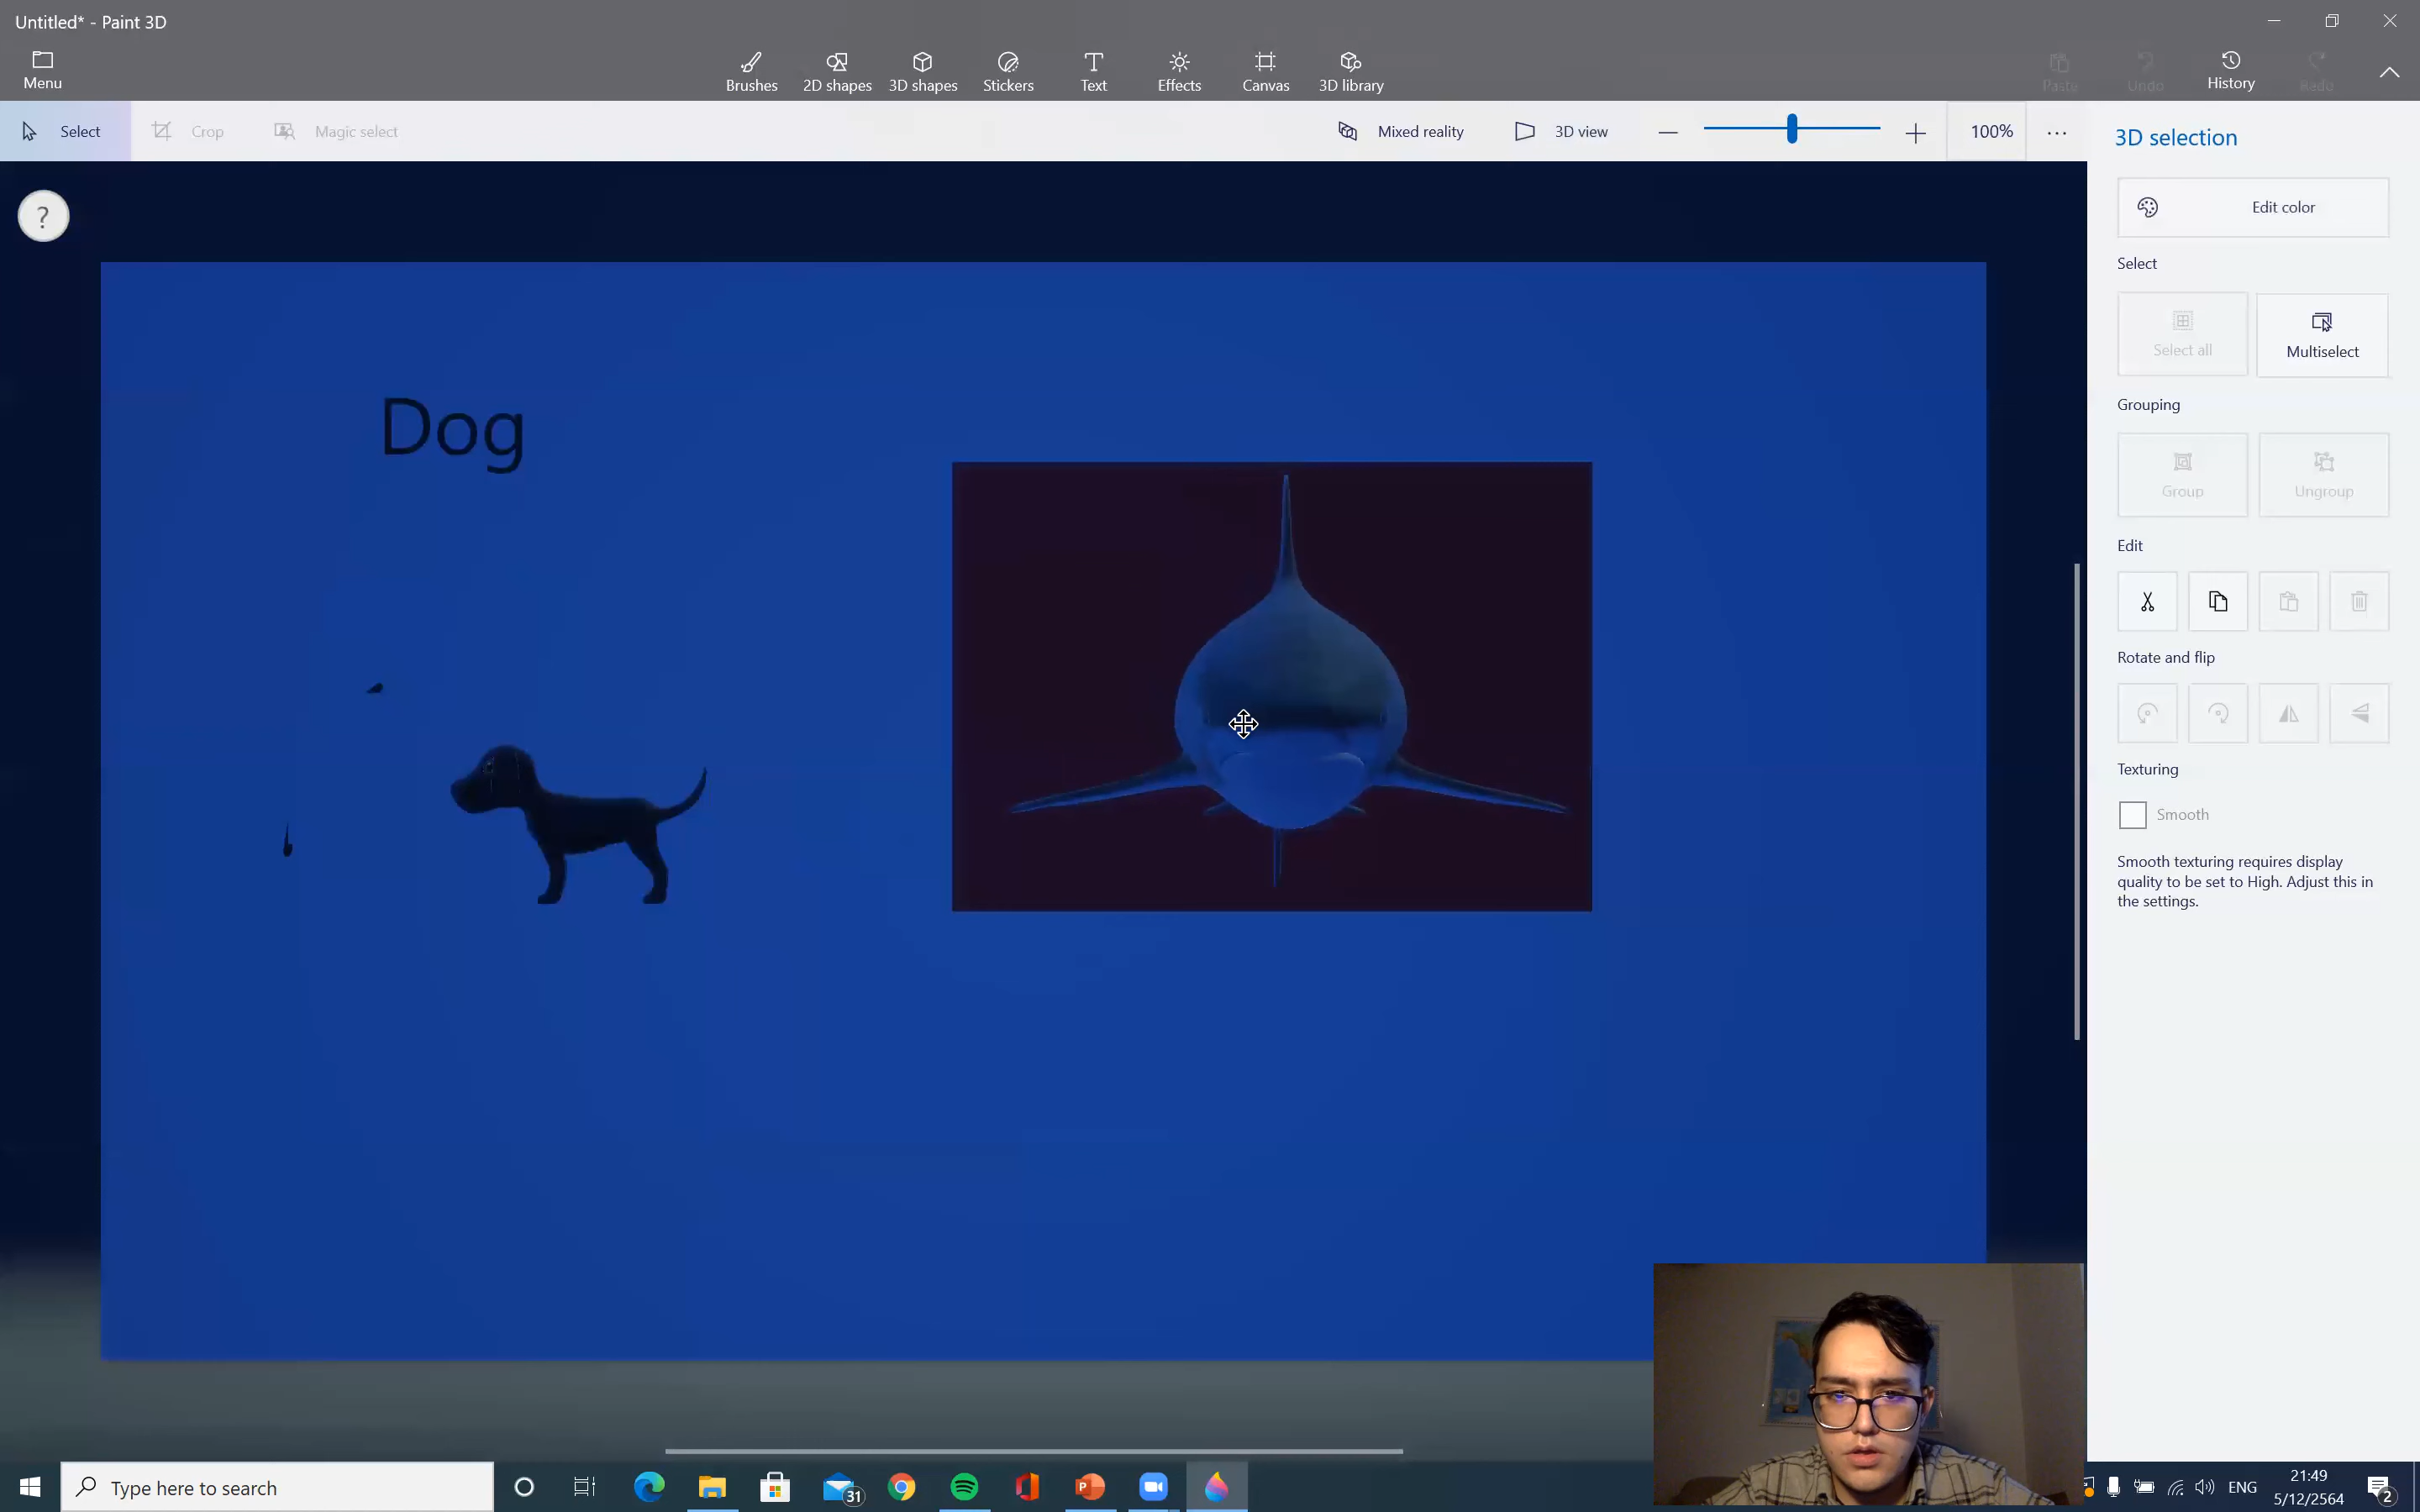 Untitled* - Paint 3D
Menu
Brushes
2D shapes
3D shapes
Stickers
Text
Effects
Canvas
3D library
Paste
Undo
History
Redo
Select
Crop
Magic select
Mixed reality
3D view
100%
3D selection
?
Edit color
Select
Select all
Multiselect
Grouping
Group
Ungroup
Edit
Rotate and flip
Texturing
Smooth
Smooth texturing requires display
quality to be set to High. Adjust this in
the settings.
Dog
Type here to search
31
P
ENG
21:49
5/12/2564
2